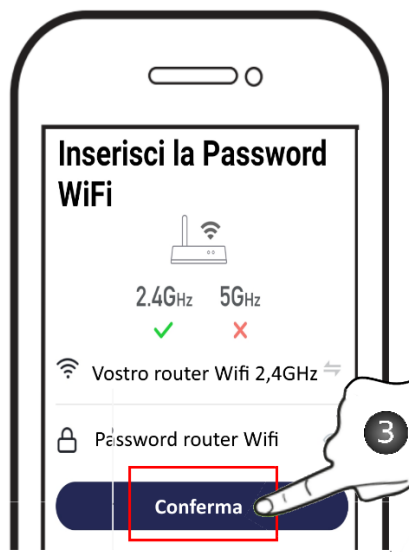 Inserisci la Password
WiFi
2.4GHz 5GHz
Vostro router Wifi 2,4GHz
Password router Wifi
Conferma
3